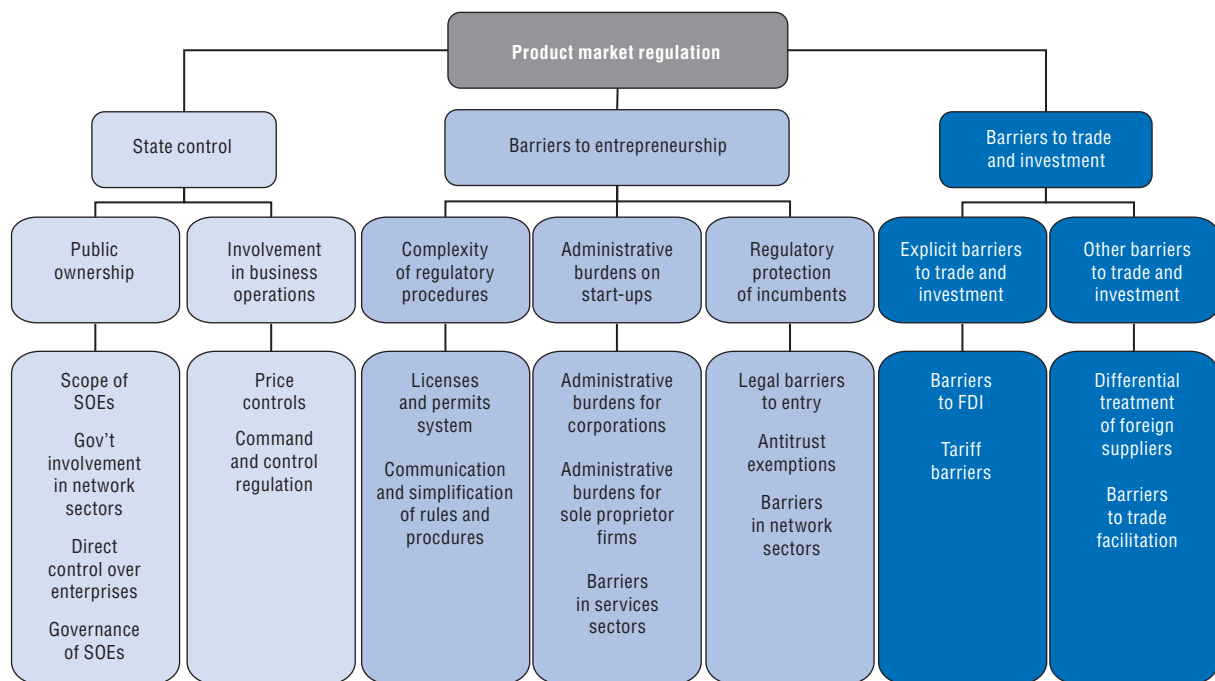 Product market regulation
State control
Barriers to entrepreneurship
Barriers to trade
and investment
Public
ownership
Involvement
in business
operations
Complexity
of regulatory
procedures
Administrative
burdens on
start-ups
Regulatory
protection
of incumbents
Explicit barriers
to trade and
investment
Other barriers
to trade and
investment
Scope of
SOEs
Gov't
involvement
in network
sectors
Direct
control over
enterprises
Governance
of SOEs
Price
controls
Command
and control
regulation
Licenses
and permits
system
Communication
and simplification
of rules and
procdures
Administrative
burdens for
corporations
Administrative
burdens for
sole proprietor
firms
Barriers
in services
sectors
Legal barriers
to entry
Antitrust
exemptions
Barriers
in network
sectors
Barriers
to FDI
Tariff
barriers
Differential
treatment
of foreign
suppliers
Barriers
to trade
facilitation